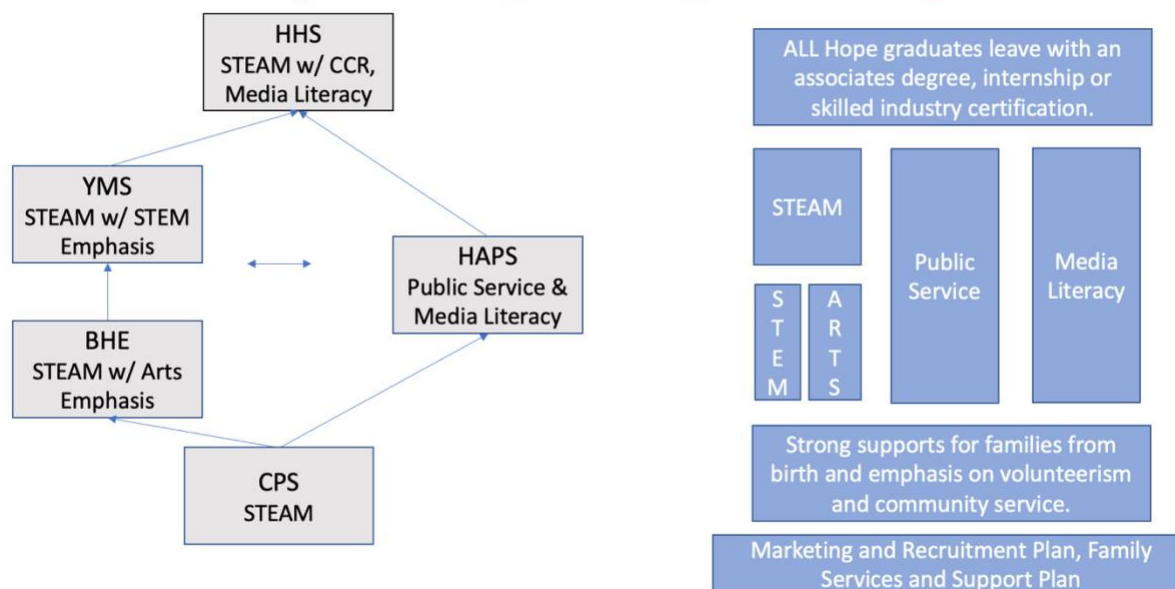 HHS
STEAM w/ CCR,
Media Literacy
YMS
STEAM w/ STEM
Emphasis
HAPS
Public Service &
Media Literacy
BHE
STEAM w/ Arts
Emphasis
CPS
STEAM
ALL Hope graduates leave with an
associates degree, internship or
skilled industry certification.
STEAM
STEM
ARTS
Public
Service
Media
Literacy
Strong supports for families from
birth and emphasis on volunteerism
and community service.
Marketing and Recruitment Plan, Family
Services and Support Plan